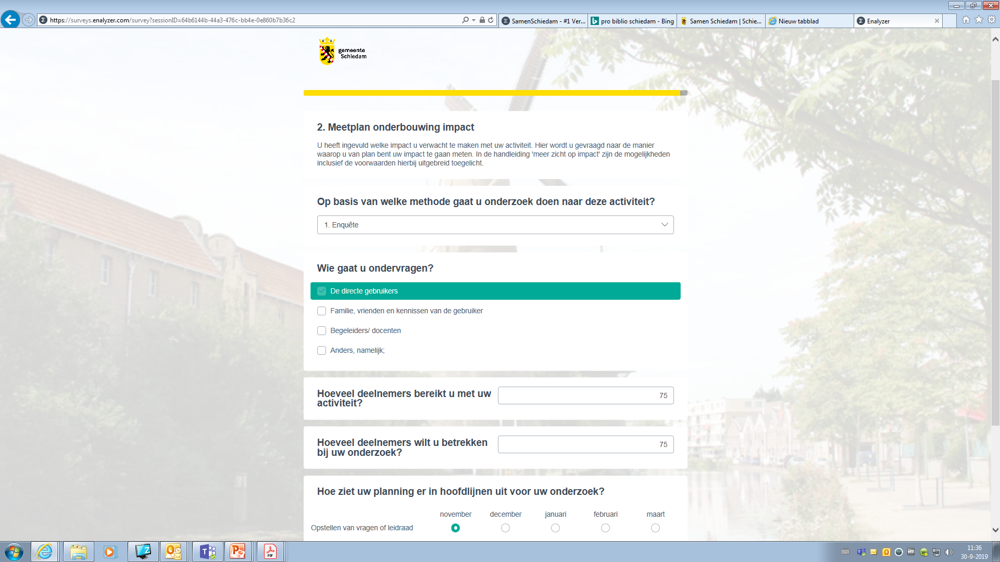 https://surveys.enalyzer.com/survey?sessionID=64b6144b-44a3-476c-bb4e-0e860b7b36c2
SamenSchiedam - #1 Ver...
pro biblio schiedam - Bing
Samen Schiedam | Schie...
Nieuw tabblad
Enalyzer
gemeente
Schiedam
2. Meetplan onderbouwing impact
U heeft ingevuld welke impact u verwacht te maken met uw activiteit. Hier wordt u gevraagd naar de manier
waarop u van plan bent uw impact te gaan meten. In de handleiding 'meer zicht op impact' zijn de mogelijkheden
inclusief de voorwaarden hierbij uitgebreid toegelicht.
Op basis van welke methode gaat u onderzoek doen naar deze activiteit?
1. Enquête
Wie gaat u ondervragen?
De directe gebruikers
Familie, vrienden en kennissen van de gebruiker
Begeleiders/ docenten
Anders, namelijk;
Hoeveel deelnemers bereikt u met uw
activiteit?
75
Hoeveel deelnemers wilt u betrekken
bij uw onderzoek?
75
Hoe ziet uw planning er in hoofdlijnen uit voor uw onderzoek?
november december januari februari maart
Opstellen van vragen of leidraad
11:36
30-9-2019